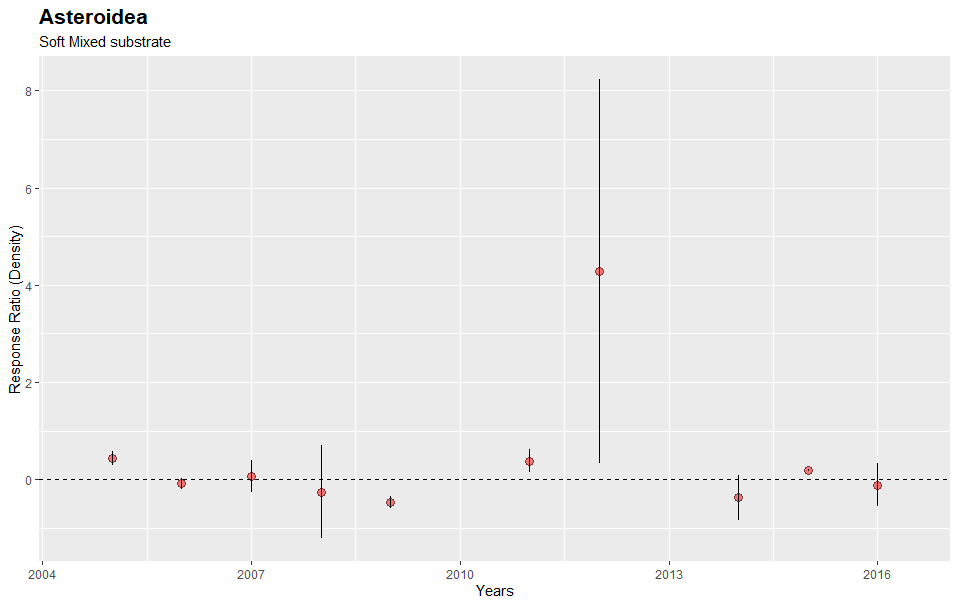 Asteroidea
Soft Mixed substrate
Response Ratio (Density)
8
6
4
2
0
2004
2007
2010
2013
2016
Years